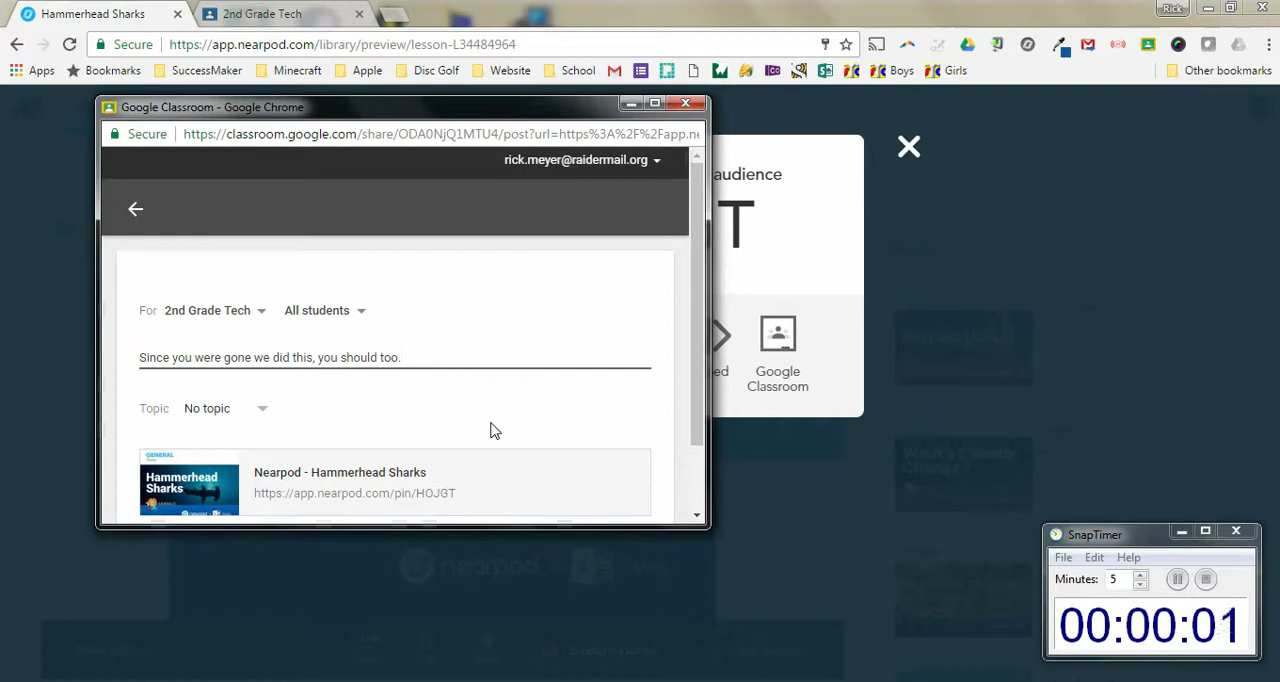 Hammerhead Sharks
2nd Grade Tech
Rick
Secure
https://app.nearpod.com/library/preview/lesson-L34484964
Apps
Bookmarks
SuccessMaker
Minecraft
Apple
Disc Golf
Website
School
Boys
Girls
Other bookmarks
Google Classroom - Google Chrome
Secure
https://classroom.google.com/share/ODA0NjQ1MTU4/post?url=https%3A%2F%2Fapp.ne
rick.meyer@raidermail.org
For 2nd Grade Tech All students
Since you were gone we did this, you should too.
Topic No topic
GENERAL
Hammerhead
Sharks
Nearpod - Hammerhead Sharks
https://app.nearpod.com/pin/HOJGT
audience
T
ed
Google
Classroom
nearpod
SnapTimer
File Edit Help
Minutes: 5
00:00:01